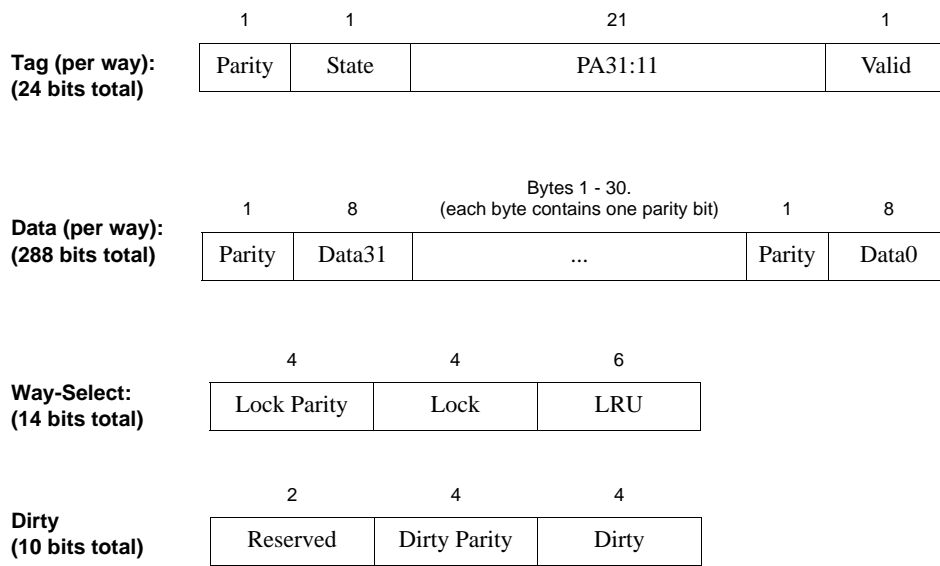 1 1 21 1
Tag (per way):
(24 bits total)
Parity State PA31:11 Valid
Bytes 1 - 30.
(each byte contains one parity bit)
1 8 1 8
Data (per way):
(288 bits total)
Parity Data31 ... Parity Data0
4 4 6
Way-Select:
(14 bits total)
Lock Parity Lock LRU
2 4 4
Dirty
(10 bits total)
Reserved Dirty Parity Dirty